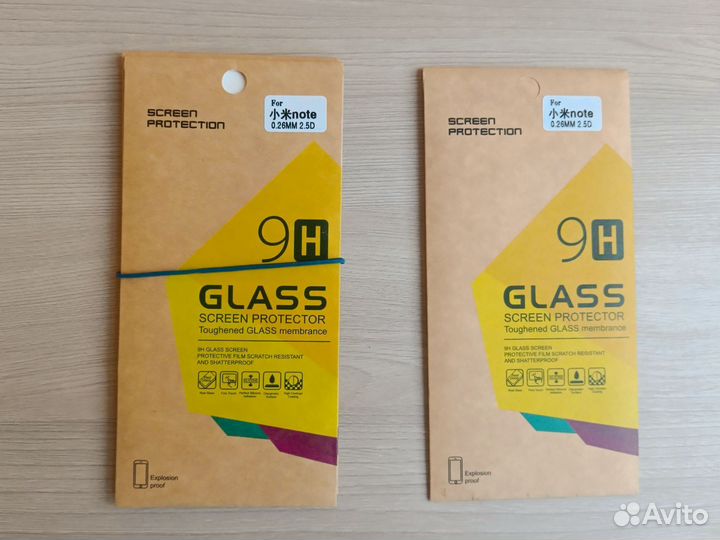 SCREEN
PROTECTION
For
小米note
0.26MM 2.5D
9H
GLASS
SCREEN PROTECTOR
Toughened GLASS membrance
9H GLASS SCREEN
PROTECTIVE FILM SCRATCH RESISTANT
AND SHATTERPROOF
Explosion
proof
SCREEN
PROTECTION
For
小米note
0.26MM 2.5D
9H
GLASS
SCREEN PROTECTOR
Toughened GLASS membrance
9H GLASS SCREEN
PROTECTIVE FILM SCRATCH RESISTANT
AND SHATTERPROOF
Explosion
proof
Avito